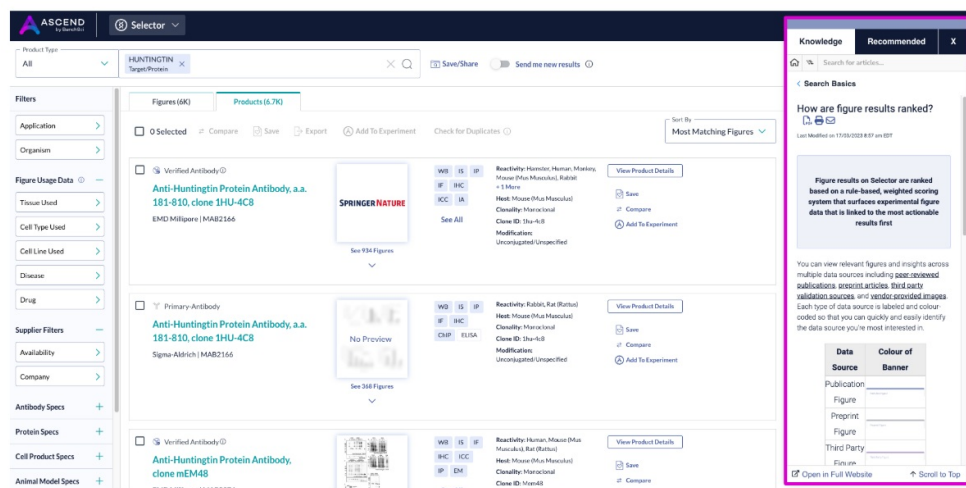 ASCEND
by BenchSci
Selector
Product Type
All
HUNTINGTIN
Target/Protein
Save/Share
Send me new results
Filters
Application
Organism
Figure Usage Data
Tissue Used
Cell Type Used
Cell Line Used
Disease
Drug
Supplier Filters
Availability
Company
Antibody Specs
Protein Specs
Cell Product Specs
Animal Model Specs
Figures (6K)
Products (6.7K)
0 Selected
Compare
Save
Export
Add To Experiment
Check for Duplicates
Sort By
Most Matching Figures
Verified Antibody
Anti-Huntingtin Protein Antibody, a.a.
181-810, clone 1HU-4C8
EMD Millipore | MAB2166
SPRINGER NATURE
See 934 Figures
WB IS IP
IF IHC
ICC IA
See All
Reactivity: Hamster, Human, Monkey,
Mouse (Mus Musculus), Rabbit
+ 1 More
Host: Mouse (Mus Musculus)
Clonality: Monoclonal
Clone ID: 1hu-4c8
Modification:
Unconjugated/Unspecified
View Product Details
Save
Compare
Add To Experiment
Primary-Antibody
Anti-Huntingtin Protein Antibody, a.a.
181-810, clone 1HU-4C8
Sigma-Aldrich | MAB2166
No Preview
See 368 Figures
WB IS IP
IF IHC
ChIP ELISA
Reactivity: Rabbit, Rat (Rattus)
Host: Mouse (Mus Musculus)
Clonality: Monoclonal
Clone ID: 1hu-4c8
Modification:
Unconjugated/Unspecified
View Product Details
Save
Compare
Add To Experiment
Verified Antibody
Anti-Huntingtin Protein Antibody,
clone mEM48
WB IS IF
IHC ICC
IP EM
Reactivity: Human, Mouse (Mus
Musculus), Rat (Rattus)
Host: Mouse (Mus Musculus)
Clonality: Monoclonal
Clone ID: Mem48
View Product Details
Save
Compare
Knowledge
Recommended
X
Search for articles...
Search Basics
How are figure results ranked?
Last Modified on 17/03/2023 8:57 am EDT
Figure results on Selector are ranked
based on a rule-based, weighted scoring
system that surfaces experimental figure
data that is linked to the most actionable
results first
You can view relevant figures and insights across
multiple data sources including peer-reviewed
publications, preprint articles, third party
validation sources, and vendor-provided images.
Each type of data source is labeled and colour-
coded so that you can quickly and easily identify
the data source you're most interested in.
Data
Source
Colour of
Banner
Publication
Figure
Preprint
Figure
Third Party
Figure
Open in Full Website
Scroll to Top